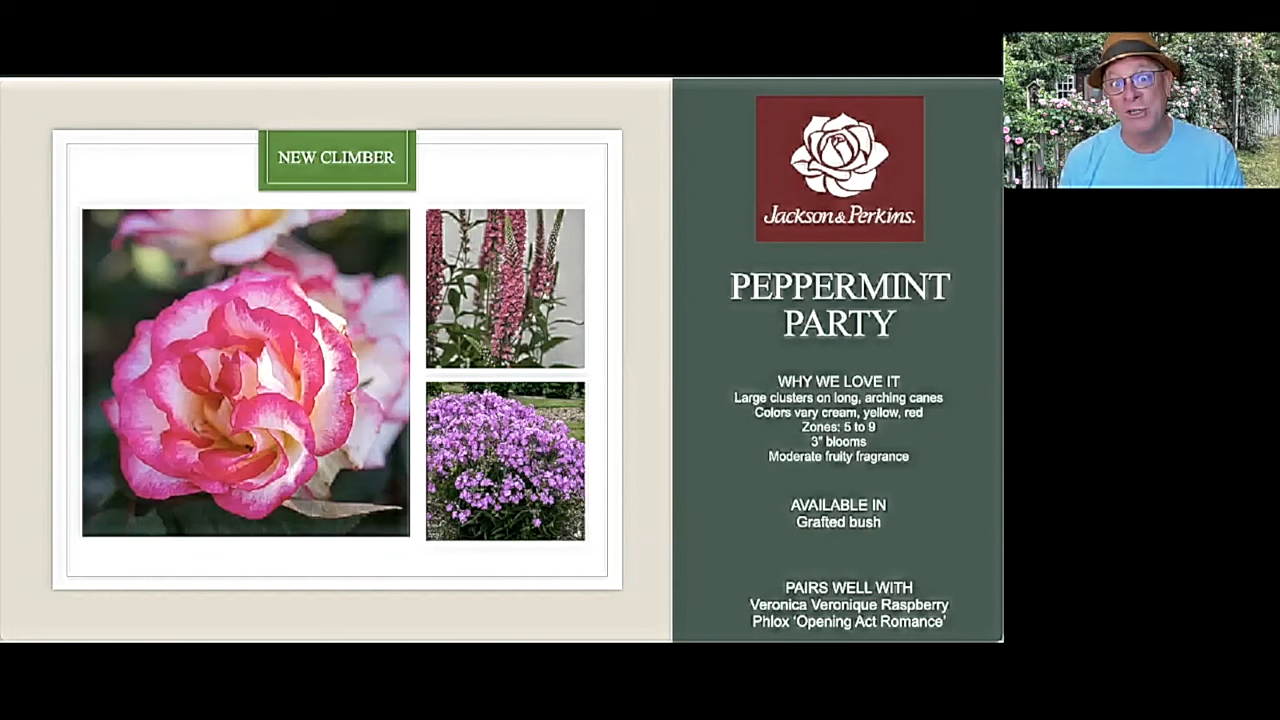 NEW CLIMBER
Jackson & Perkins.
PEPPERMINT
PARTY
WHY WE LOVE IT
Large clusters on long, arching canes
Colors vary cream, yellow, red
Zones: 5 to 9
3" blooms
Moderate fruity fragrance
AVAILABLE IN
Grafted bush
PAIRS WELL WITH
Veronica Veronique Raspberry
Phlox 'Opening Act Romance'